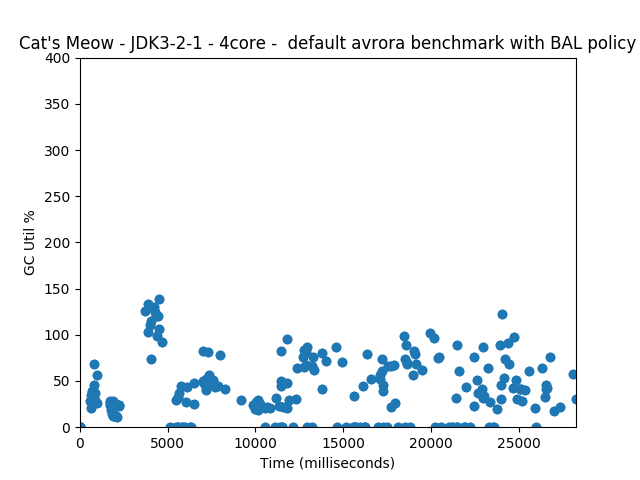 Cat's Meow - JDK3-2-1 - 4core -  default avrora benchmark with BAL policy
400
350
300
250
200
150
100
50
0
GC Util %
0 5000 10000 15000 20000 25000
Time (milliseconds)